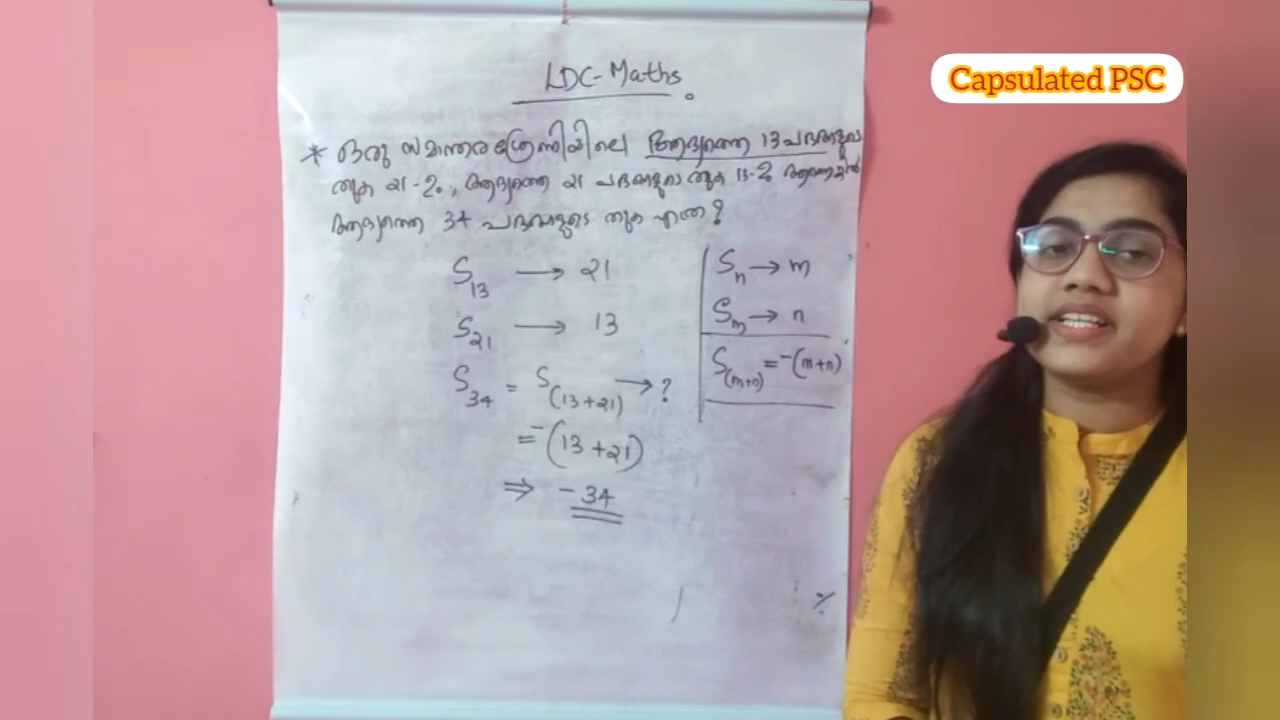 Capsulated PSC
LDC-Maths
* ഒരു സമാന്തരശ്രേണിയിലെ ആദ്യത്തെ 13 പദങ്ങളുടെ
തുക 21-ഉം, ആദ്യത്തെ 21 പദങ്ങളുടെ തുക 13-ഉം ആണെങ്കിൽ
ആദ്യത്തെ 34 പദങ്ങളുടെ തുക എത്ര?
S₁₃ → 21
S₂₁ → 13
S₃₄ = S₍₁₃₊₂₁₎ → ?
= -(13+21)
⇒ -34
Sₙ → m
Sₘ → n
S₍ₘ₊ₙ₎ = -(m+n)